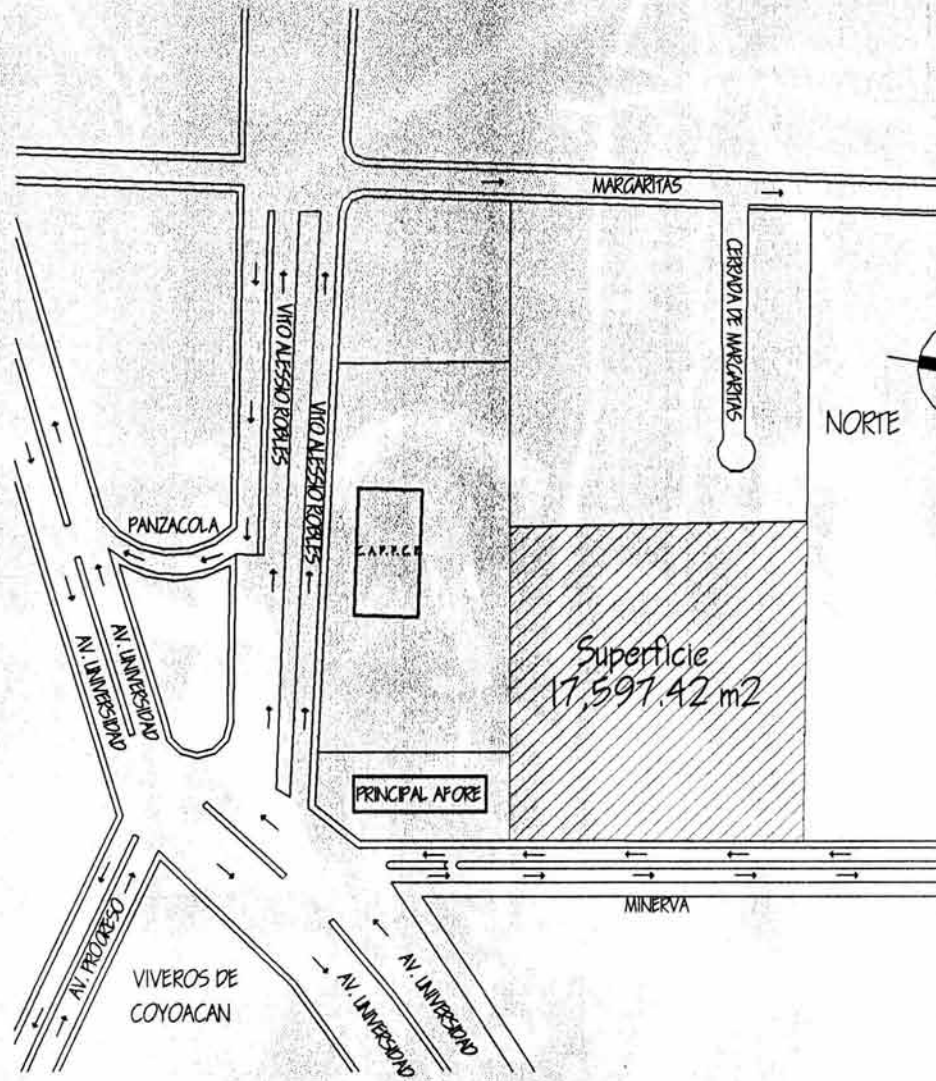 MARGARITAS
CERRADA DE MARGARITAS
VITO ALESSIO ROBLES
VITO ALESSIO ROBLES
NORTE
PANZACOLA
C.A.P.F.C.E
AV. UNIVERSIDAD
AV. UNIVERSIDAD
Superficie
17,597.42 m2
PRINCIPAL AFORE
MINERVA
AV. PROGRESO
VIVEROS DE
COYOACAN
AV. UNIVERSIDAD
AV. UNIVERSIDAD